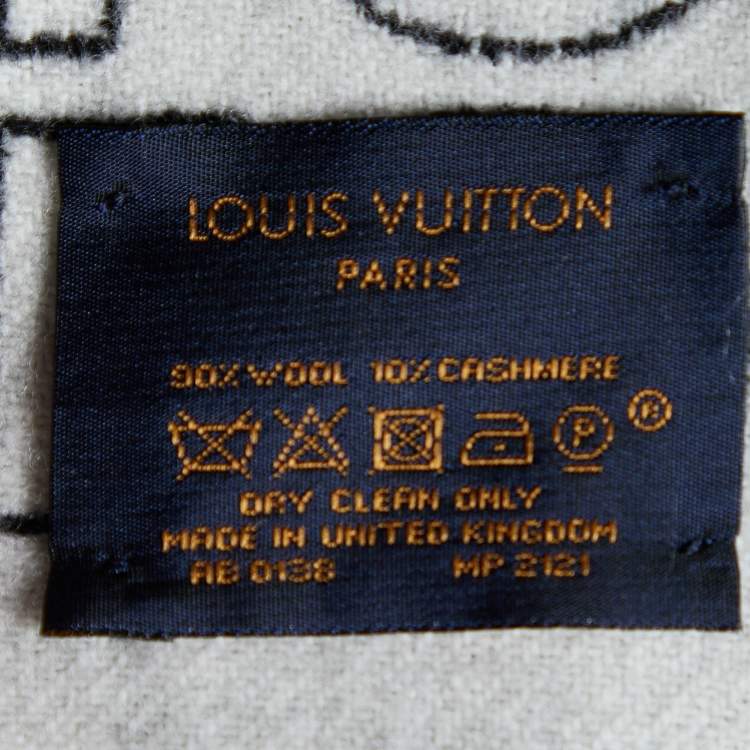 LOUIS VUITTON
PARIS
90% WOOL 10% CASHMERE
P ®
DRY CLEAN ONLY
MADE IN UNITED KINGDOM
AB 0138 MP 2121